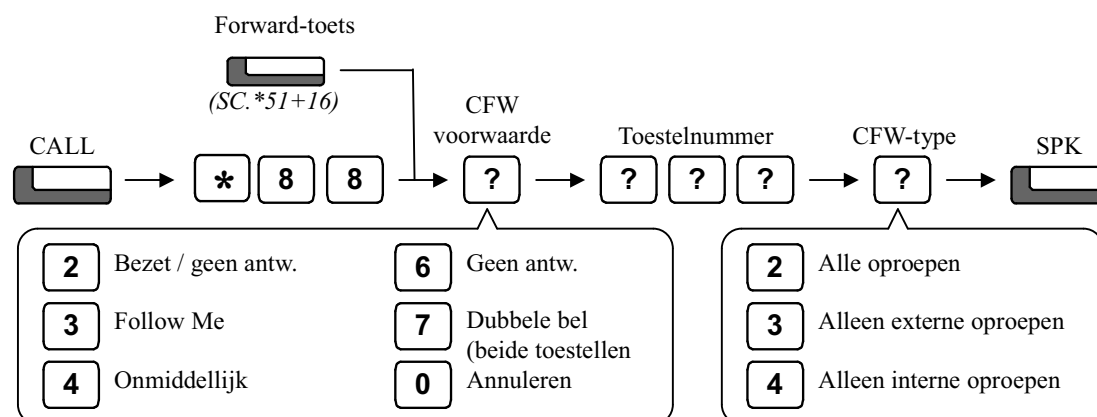 Forward-toets
(SC.*51+16)
CALL
* 8 8
CFW
voorwaarde
?
Toestelnummer
? ? ?
CFW-type
?
SPK
2 Bezet / geen antw.
3 Follow Me
4 Onmiddellijk
6 Geen antw.
7 Dubbele bel
(beide toestellen
0 Annuleren
2 Alle oproepen
3 Alleen externe oproepen
4 Alleen interne oproepen